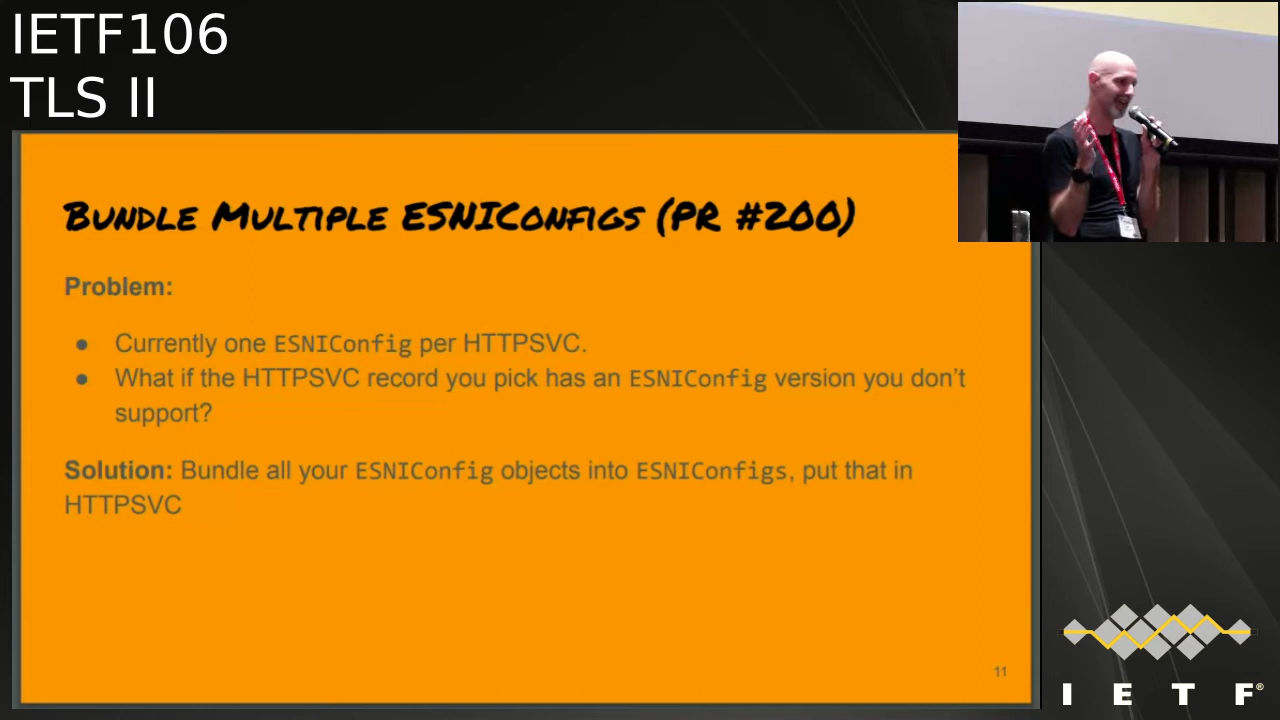 IETF106
TLS II
BUNDLE MULTIPLE ESNICONFIGS (PR #200)
Problem:
● Currently one ESNIConfig per HTTPSVC.
● What if the HTTPSVC record you pick has an ESNIConfig version you don't
support?
Solution: Bundle all your ESNIConfig objects into ESNIConfigs, put that in
HTTPSVC
11
I E T F®